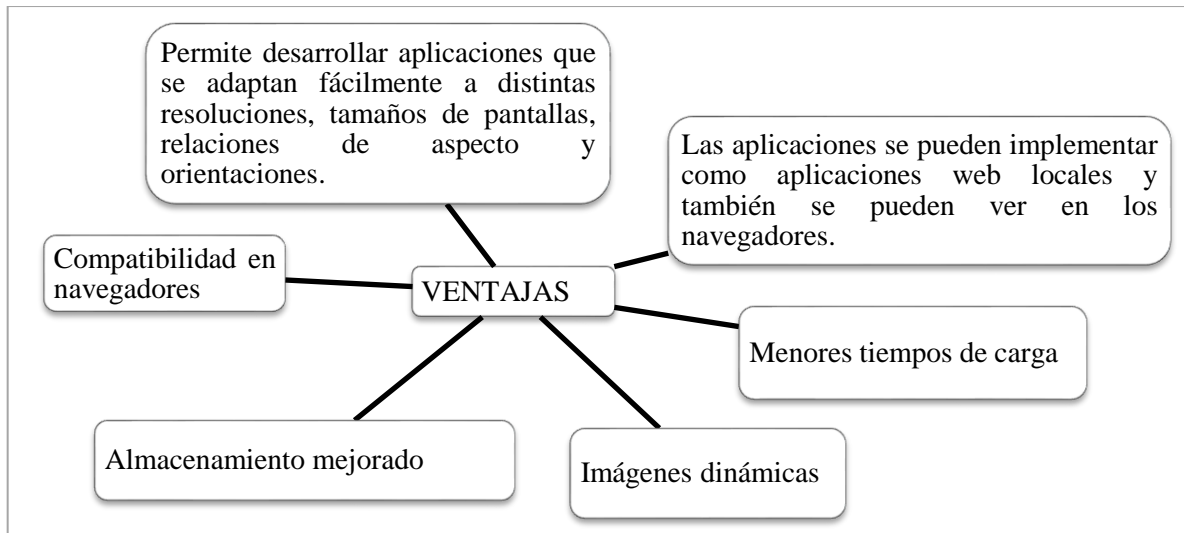 Permite desarrollar aplicaciones que
se adaptan fácilmente a distintas
resoluciones, tamaños de pantallas,
relaciones de aspecto y
orientaciones.
Las aplicaciones se pueden implementar
como aplicaciones web locales y
también se pueden ver en los
navegadores.
Compatibilidad en
navegadores
VENTAJAS
Menores tiempos de carga
Almacenamiento mejorado
Imágenes dinámicas